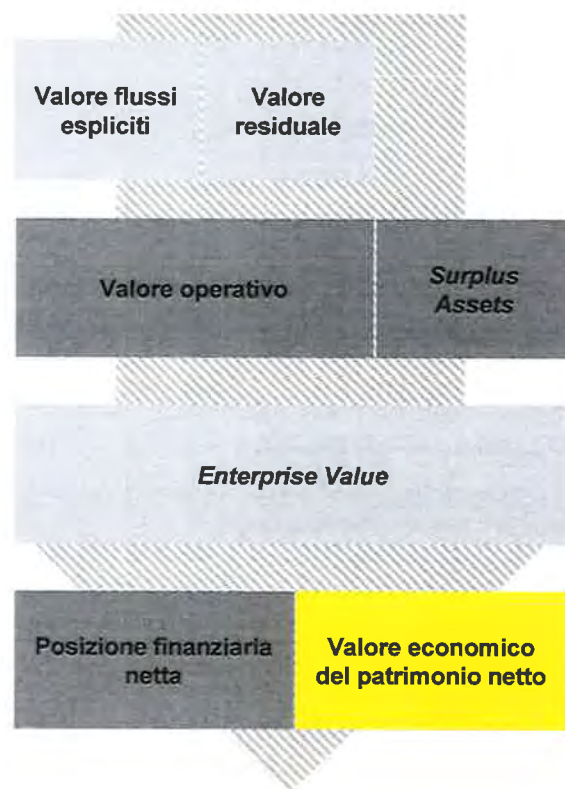 Valore flussi
espliciti
Valore
residuale
Valore operativo
Surplus
Assets
Enterprise Value
Posizione finanziaria
netta
Valore economico
del patrimonio netto